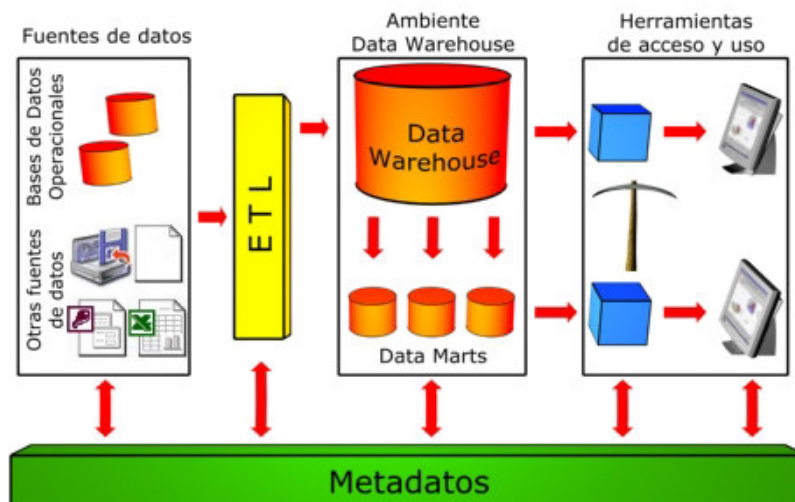 Fuentes de datos
Bases de Datos
Operacionales
Otras fuentes
de datos
E T L
Ambiente
Data Warehouse
Data
Warehouse
Data Marts
Herramientas
de acceso y uso
Metadatos